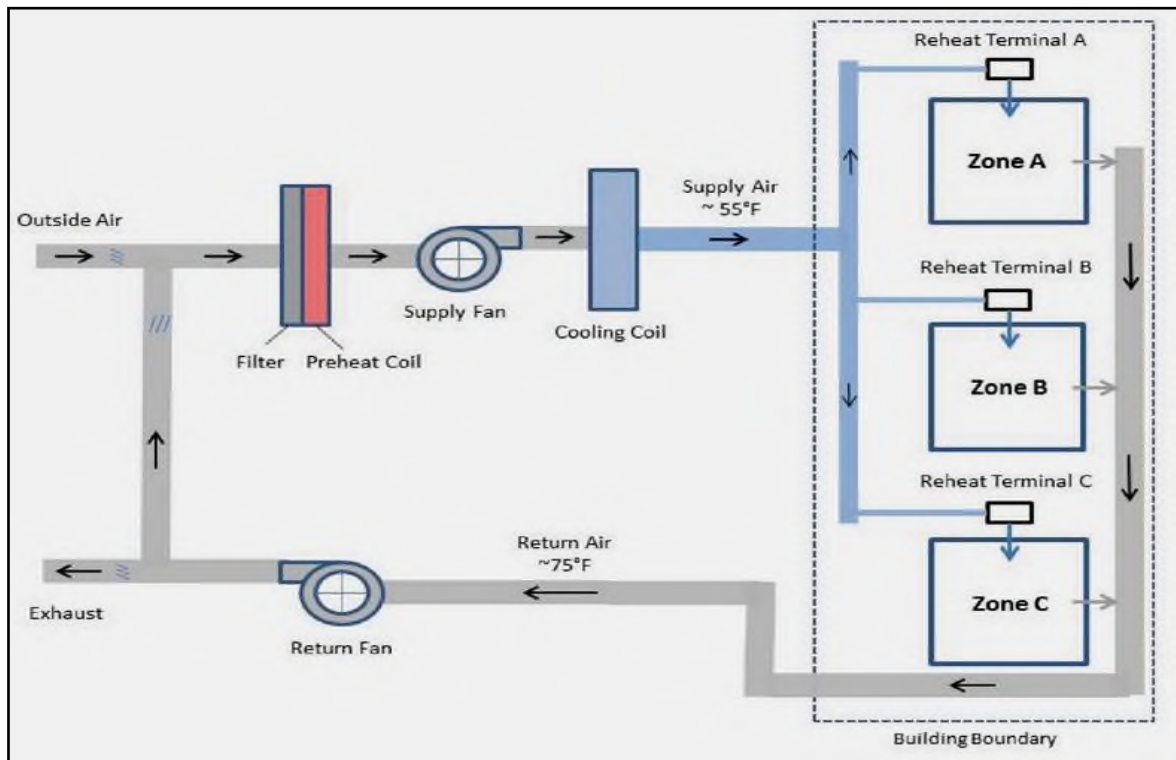 Reheat Terminal A
Zone A
Supply Air
~ 55°F
Outside Air
Reheat Terminal B
Supply Fan
Cooling Coil
Filter
Preheat Coil
Zone B
Reheat Terminal C
Return Air
~75°F
Zone C
Exhaust
Return Fan
Building Boundary